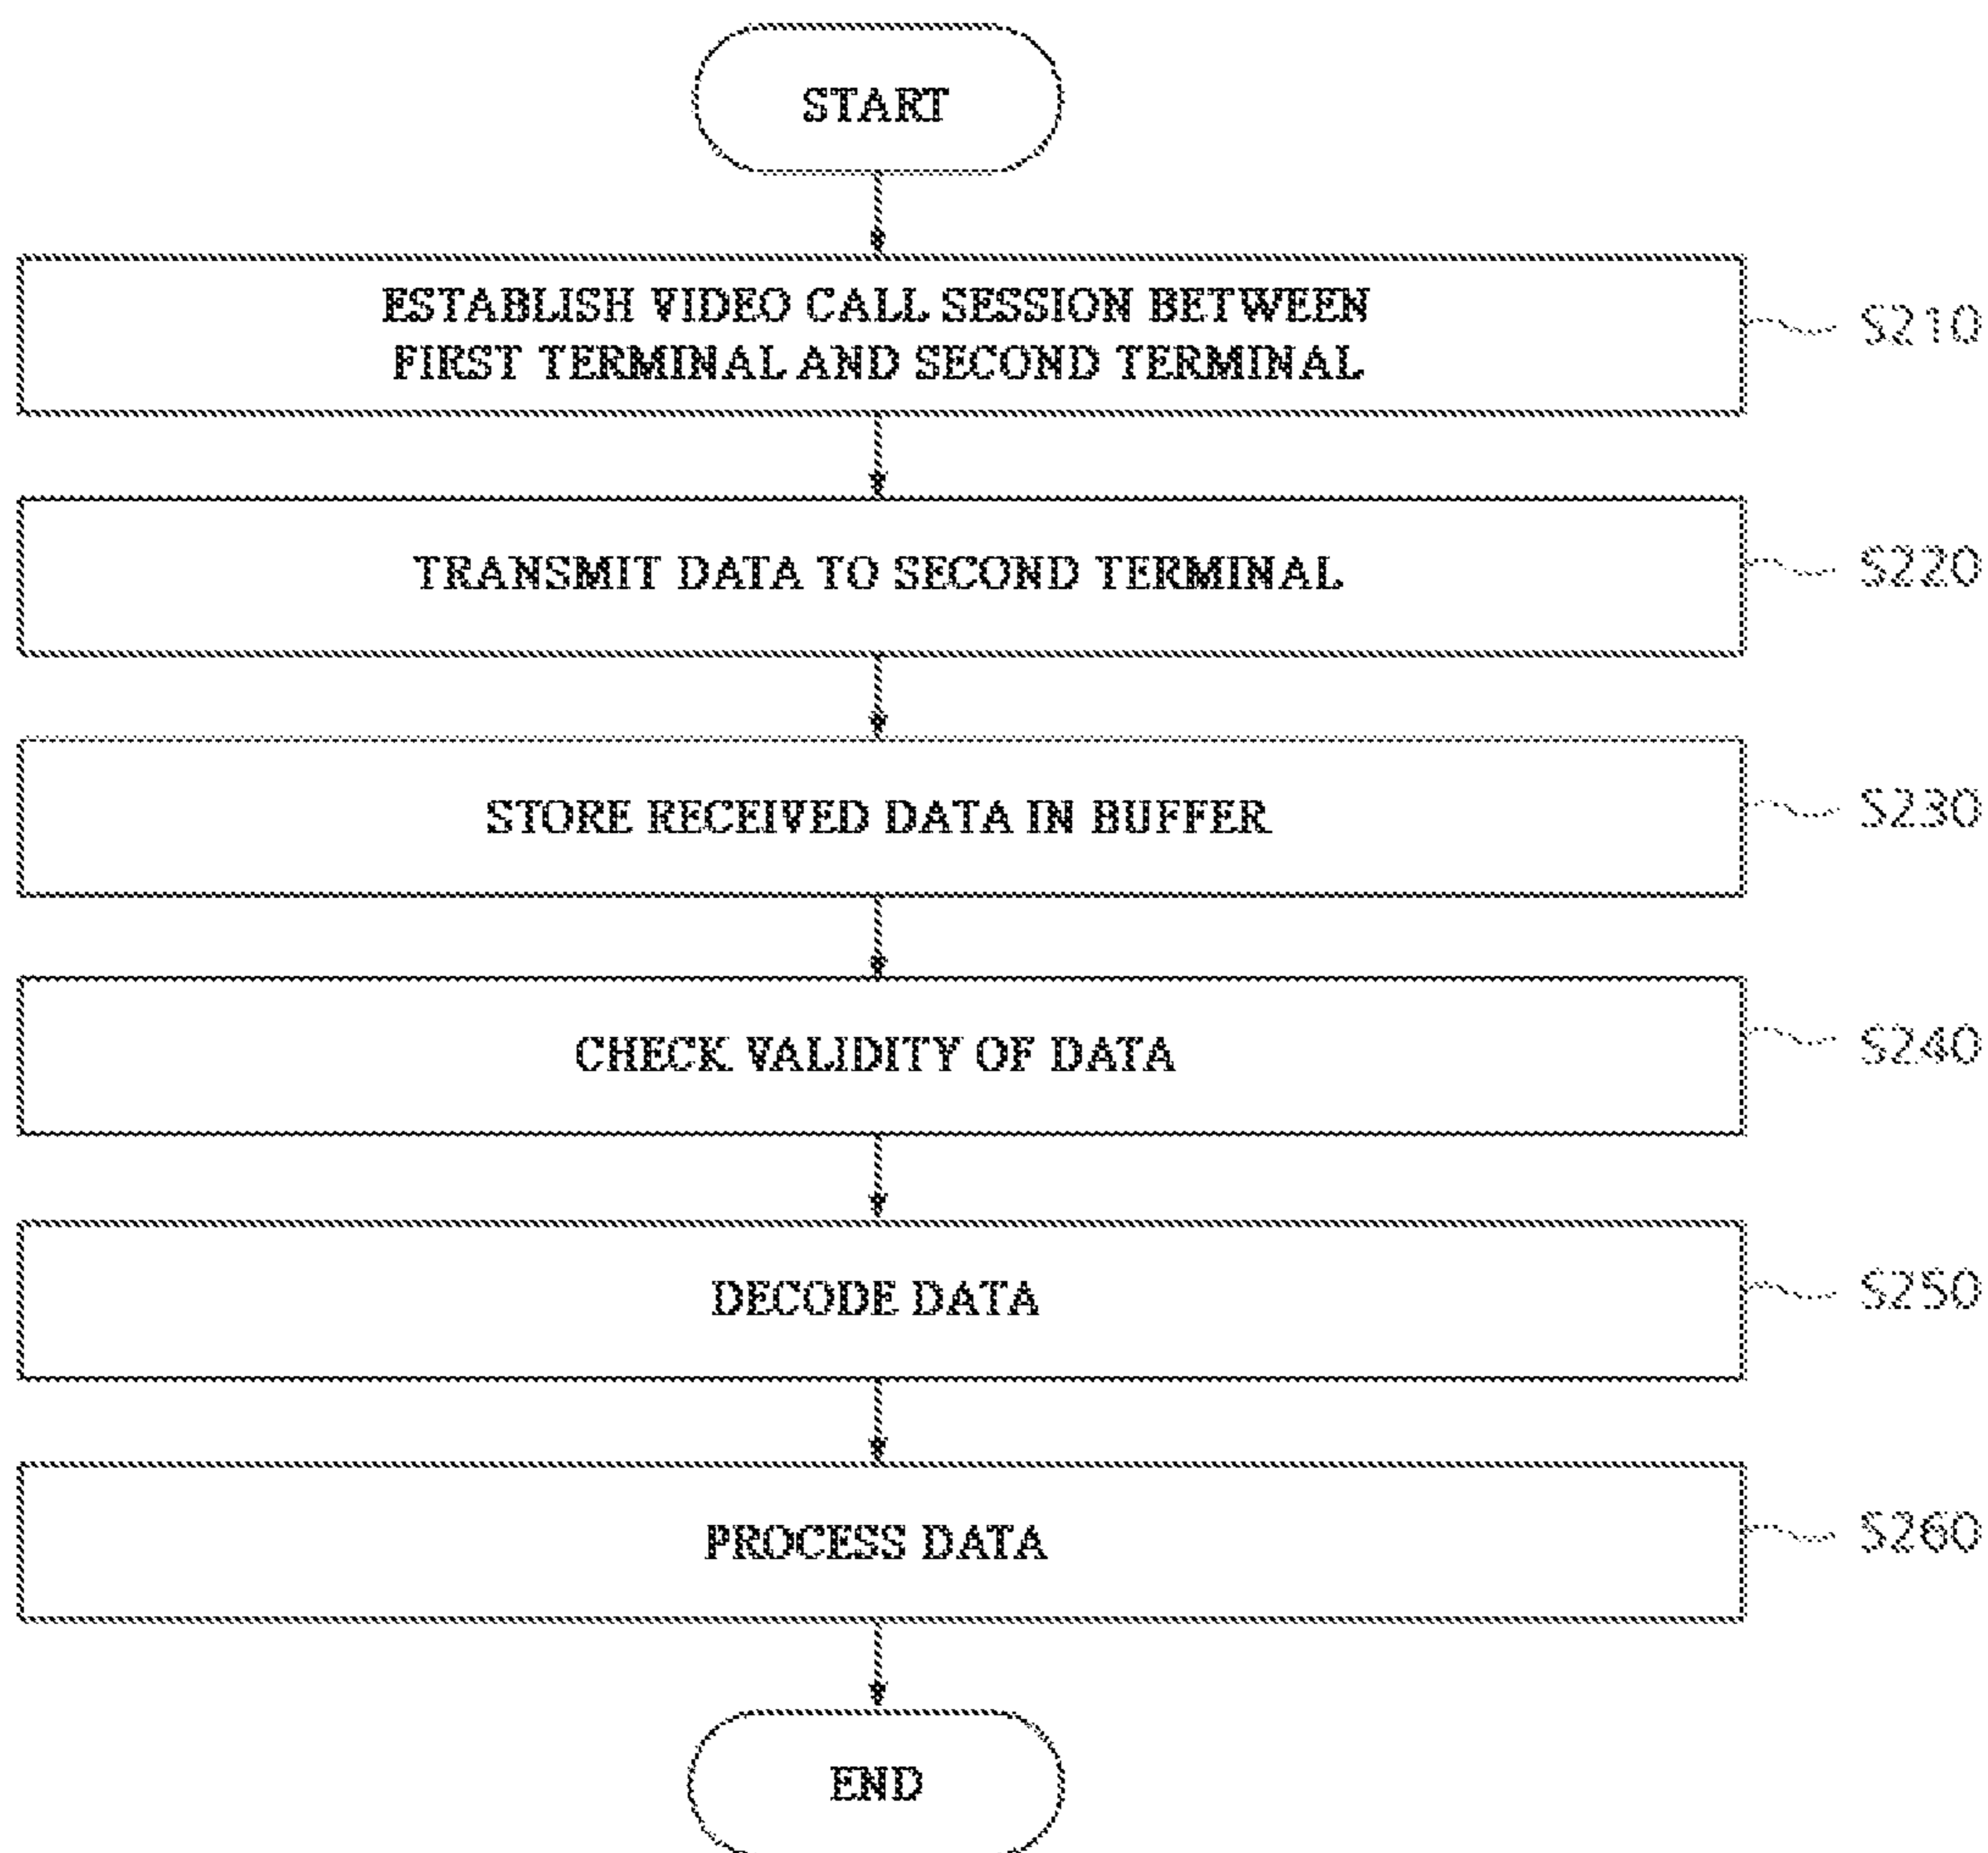 START
ESTABLISH VIDEO CALL SESSION BETWEEN
FIRST TERMINAL AND SECOND TERMINAL
S210
TRANSMIT DATA TO SECOND TERMINAL
S220
STORE RECEIVED DATA IN BUFFER
S230
CHECK VALIDITY OF DATA
S240
DECODE DATA
S250
PROCESS DATA
S260
END